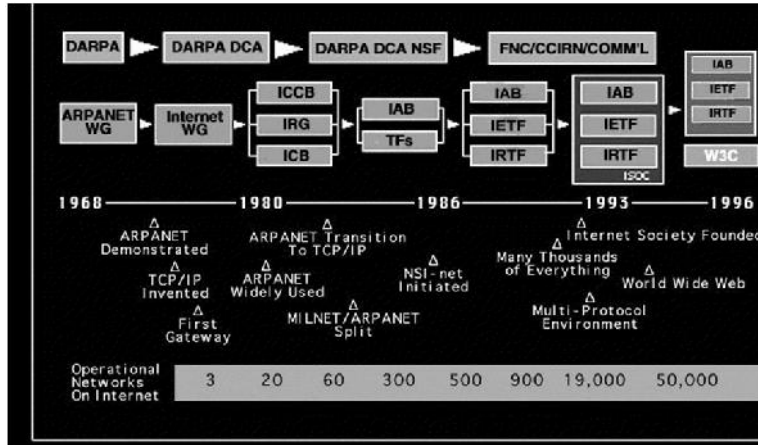 DARPA DARPA DCA DARPA DCA NSF FNC/CCIRN/COMM'L
ARPANET
WG
Internet
WG
ICCB
IRG
ICB
IAB
TFs
IAB
IETF
IRTF
IAB
IETF
IRTF
ISOC
IAB
IETF
IRTF
W3C
1968 1980 1986 1993 1996
ARPANET
Demonstrated
TCP/IP
Invented
First
Gateway
ARPANET
Widely Used
ARPANET Transition
To TCP/IP
MILNET/ARPANET
Split
NSI-net
Initiated
Many Thousands
of Everything
Internet Society Founded
Multi-Protocol
Environment
World Wide Web
Operational
Networks
On Internet
3 20 60 300 500 900 19,000 50,000